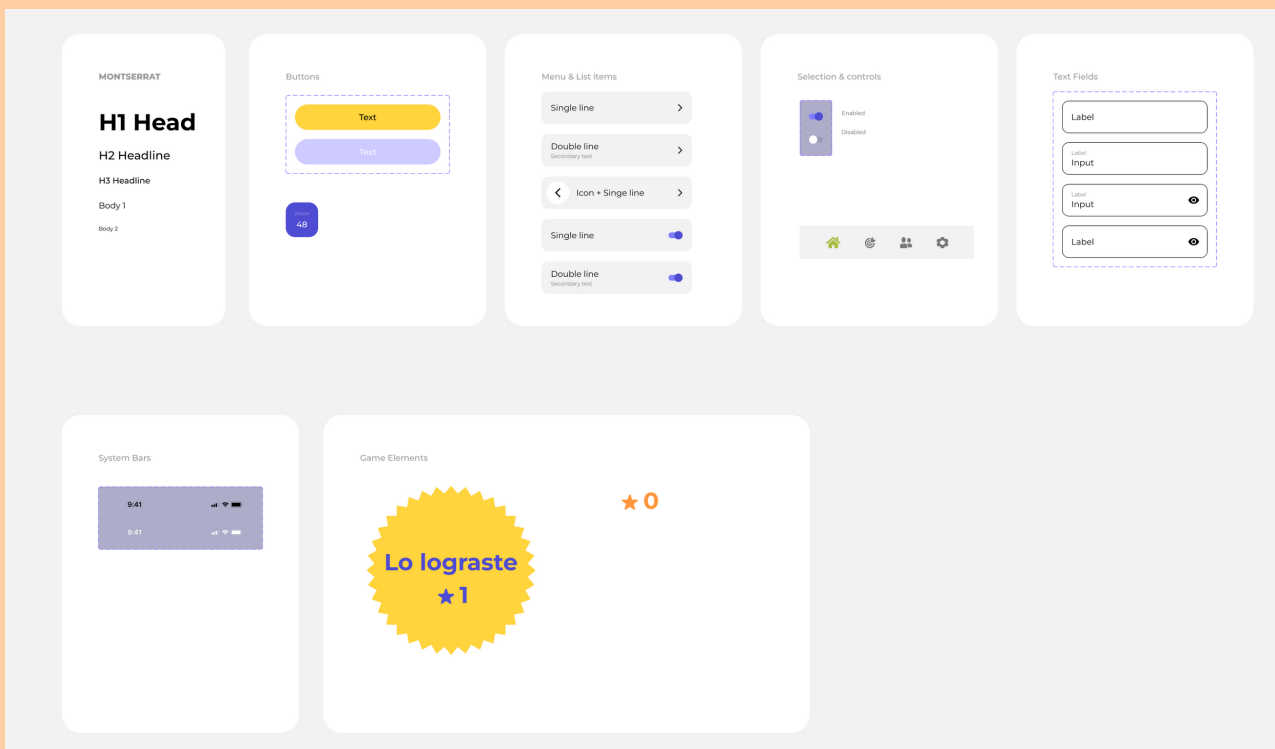 MONTSERRAT
H1 Head
H2 Headline
H3 Headline
Body 1
Body 2
Buttons
Text
Text
Week
48
Menu & List items
Single line
Double line
Secondary text
Icon + Singe line
Single line
Double line
Secondary text
Selection & controls
Enabled
Disabled
Text Fields
Label
Label
Input
Label
Input
Label
System Bars
9:41
9:41
Game Elements
Lo lograste
1
0